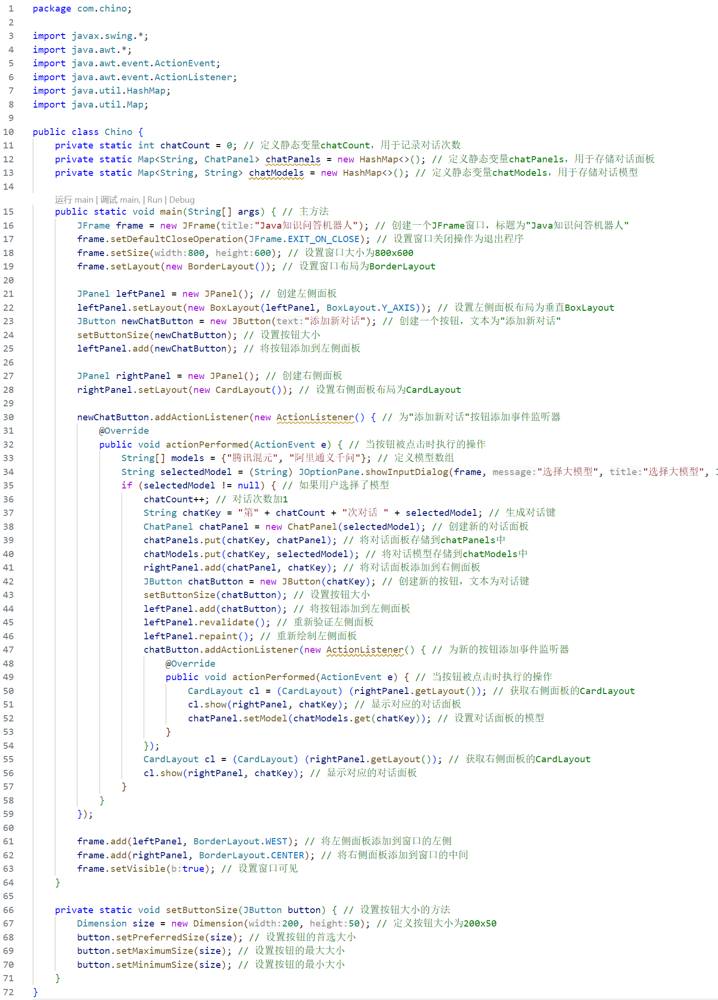 1 package com.chino;
2
3 import javax.swing.*;
4 import java.awt.*;
5 import java.awt.event.ActionEvent;
6 import java.awt.event.ActionListener;
7 import java.util.HashMap;
8 import java.util.Map;
9
10 public class Chino {
11     private static int chatCount = 0; // 定义静态变量chatCount，用于记录对话次数
12     private static Map<String, ChatPanel> chatPanels = new HashMap<>(); // 定义静态变量chatPanels，用于存储对话面板
13     private static Map<String, String> chatModels = new HashMap<>(); // 定义静态变量chatModels，用于存储对话模型
14
运行 main | 调试 main, | Run | Debug
15     public static void main(String[] args) { // 主方法
16         JFrame frame = new JFrame(title:"Java知识问答机器人"); // 创建一个JFrame窗口，标题为"Java知识问答机器人"
17         frame.setDefaultCloseOperation(JFrame.EXIT_ON_CLOSE); // 设置窗口关闭操作为退出程序
18         frame.setSize(width:800, height:600); // 设置窗口大小为800x600
19         frame.setLayout(new BorderLayout()); // 设置窗口布局为BorderLayout
20
21         JPanel leftPanel = new JPanel(); // 创建左侧面板
22         leftPanel.setLayout(new BoxLayout(leftPanel, BoxLayout.Y_AXIS)); // 设置左侧面板布局为垂直BoxLayout
23         JButton newChatButton = new JButton(text:"添加新对话"); // 创建一个按钮，文本为"添加新对话"
24         setButtonSize(newChatButton); // 设置按钮大小
25         leftPanel.add(newChatButton); // 将按钮添加到左侧面板
26
27         JPanel rightPanel = new JPanel(); // 创建右侧面板
28         rightPanel.setLayout(new CardLayout()); // 设置右侧面板布局为CardLayout
29
30         newChatButton.addActionListener(new ActionListener() { // 为"添加新对话"按钮添加事件监听器
31             @Override
32             public void actionPerformed(ActionEvent e) { // 当按钮被点击时执行的操作
33                 String[] models = {"腾讯混元", "阿里通义千问"}; // 定义模型数组
34                 String selectedModel = (String) JOptionPane.showInputDialog(frame, message:"选择大模型", title:"选择大模型", J
35                 if (selectedModel != null) { // 如果用户选择了模型
36                     chatCount++; // 对话次数加1
37                     String chatKey = "第" + chatCount + "次对话 " + selectedModel; // 生成对话键
38                     ChatPanel chatPanel = new ChatPanel(selectedModel); // 创建新的对话面板
39                     chatPanels.put(chatKey, chatPanel); // 将对话面板存储到chatPanels中
40                     chatModels.put(chatKey, selectedModel); // 将对话模型存储到chatModels中
41                     rightPanel.add(chatPanel, chatKey); // 将对话面板添加到右侧面板
42                     JButton chatButton = new JButton(chatKey); // 创建新的按钮，文本为对话键
43                     setButtonSize(chatButton); // 设置按钮大小
44                     leftPanel.add(chatButton); // 将按钮添加到左侧面板
45                     leftPanel.revalidate(); // 重新验证左侧面板
46                     leftPanel.repaint(); // 重新绘制左侧面板
47                     chatButton.addActionListener(new ActionListener() { // 为新的按钮添加事件监听器
48                         @Override
49                         public void actionPerformed(ActionEvent e) { // 当按钮被点击时执行的操作
50                             CardLayout cl = (CardLayout) (rightPanel.getLayout()); // 获取右侧面板的CardLayout
51                             cl.show(rightPanel, chatKey); // 显示对应的对话面板
52                             chatPanel.setModel(chatModels.get(chatKey)); // 设置对话面板的模型
53                         }
54                     });
55                     CardLayout cl = (CardLayout) (rightPanel.getLayout()); // 获取右侧面板的CardLayout
56                     cl.show(rightPanel, chatKey); // 显示对应的对话面板
57                 }
58             }
59         });
60
61         frame.add(leftPanel, BorderLayout.WEST); // 将左侧面板添加到窗口的左侧
62         frame.add(rightPanel, BorderLayout.CENTER); // 将右侧面板添加到窗口的中间
63         frame.setVisible(b:true); // 设置窗口可见
64     }
65
66     private static void setButtonSize(JButton button) { // 设置按钮大小的方法
67         Dimension size = new Dimension(width:200, height:50); // 定义按钮大小为200x50
68         button.setPreferredSize(size); // 设置按钮的首选大小
69         button.setMaximumSize(size); // 设置按钮的最大大小
70         button.setMinimumSize(size); // 设置按钮的最小大小
71     }
72 }